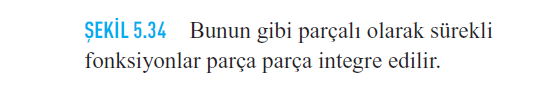 ŞEKİL 5.34 Bunun gibi parçalı olarak sürekli
fonksiyonlar parça parça integre edilir.